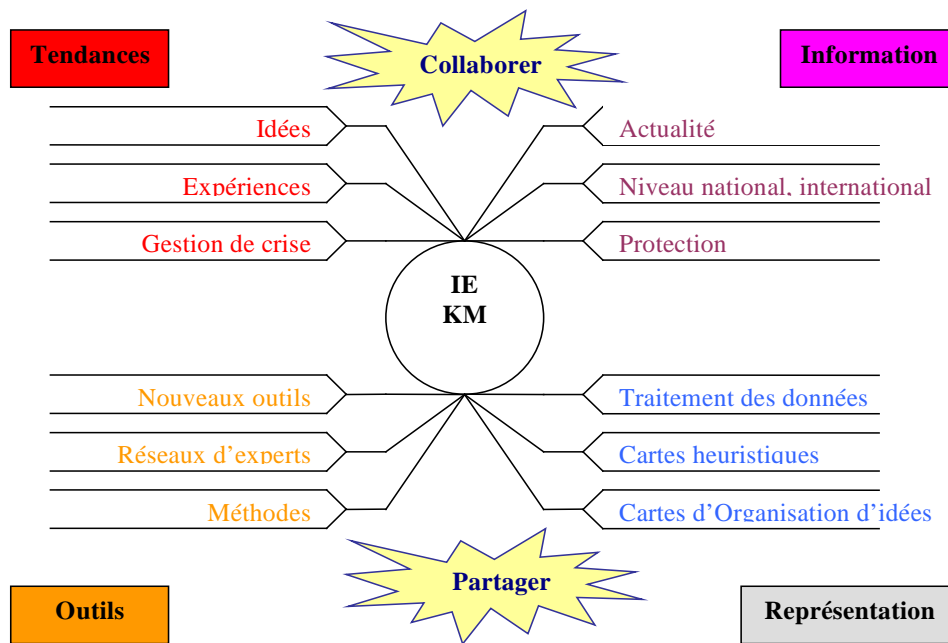 Tendances
Collaborer
Information
Idées
Actualité
Expériences
Niveau national, international
Gestion de crise
Protection
IE
KM
Nouveaux outils
Traitement des données
Réseaux d'experts
Cartes heuristiques
Méthodes
Cartes d'Organisation d'idées
Partager
Outils
Représentation